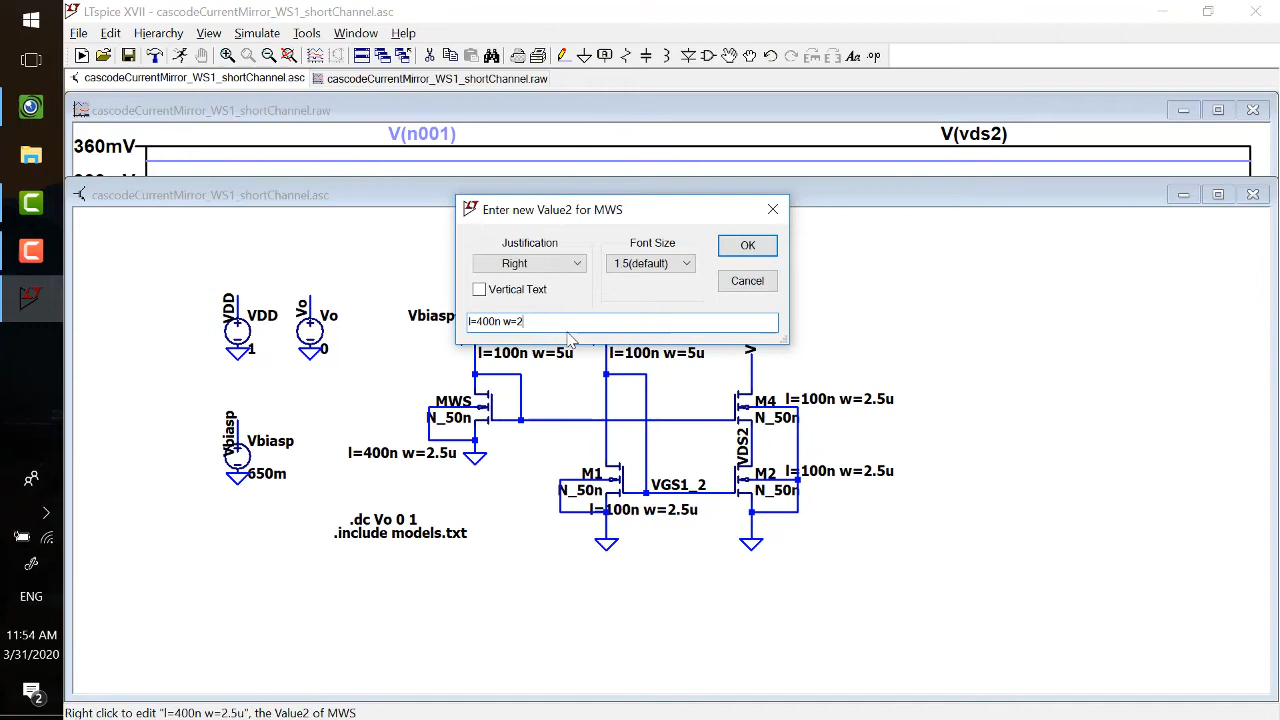 LTspice XVII - cascodeCurrentMirror_WS1_shortChannel.asc
File Edit Hierarchy View Simulate Tools Window Help
cascodeCurrentMirror_WS1_shortChannel.asc cascodeCurrentMirror_WS1_shortChannel.raw
cascodeCurrentMirror_WS1_shortChannel.raw
V(n001) V(vds2)
360mV
cascodeCurrentMirror_WS1_shortChannel.asc
Enter new Value2 for MWS
Justification
Font Size
OK
Right
1.5(default)
Vertical Text
Cancel
l=400n w=2
VDD
VDD
1
Vo
Vo
0
Vbiasp
l=100n w=5u
l=100n w=5u
MWS
N_50n
l=400n w=2.5u
M4
N_50n
l=100n w=2.5u
VDS2
Vbiasp
Vbiasp
650m
M1
N_50n
l=100n w=2.5u
VGS1_2
M2
N_50n
l=100n w=2.5u
.dc Vo 0 1
.include models.txt
ENG
11:54 AM
3/31/2020
2
Right click to edit "l=400n w=2.5u", the Value2 of MWS